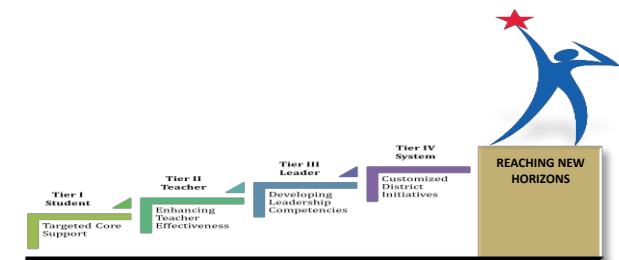 Tier I
Student
Targeted Core
Support
Tier II
Teacher
Enhancing
Teacher
Effectiveness
Tier III
Leader
Developing
Leadership
Competencies
Tier IV
System
Customized
District
Initiatives
REACHING NEW
HORIZONS